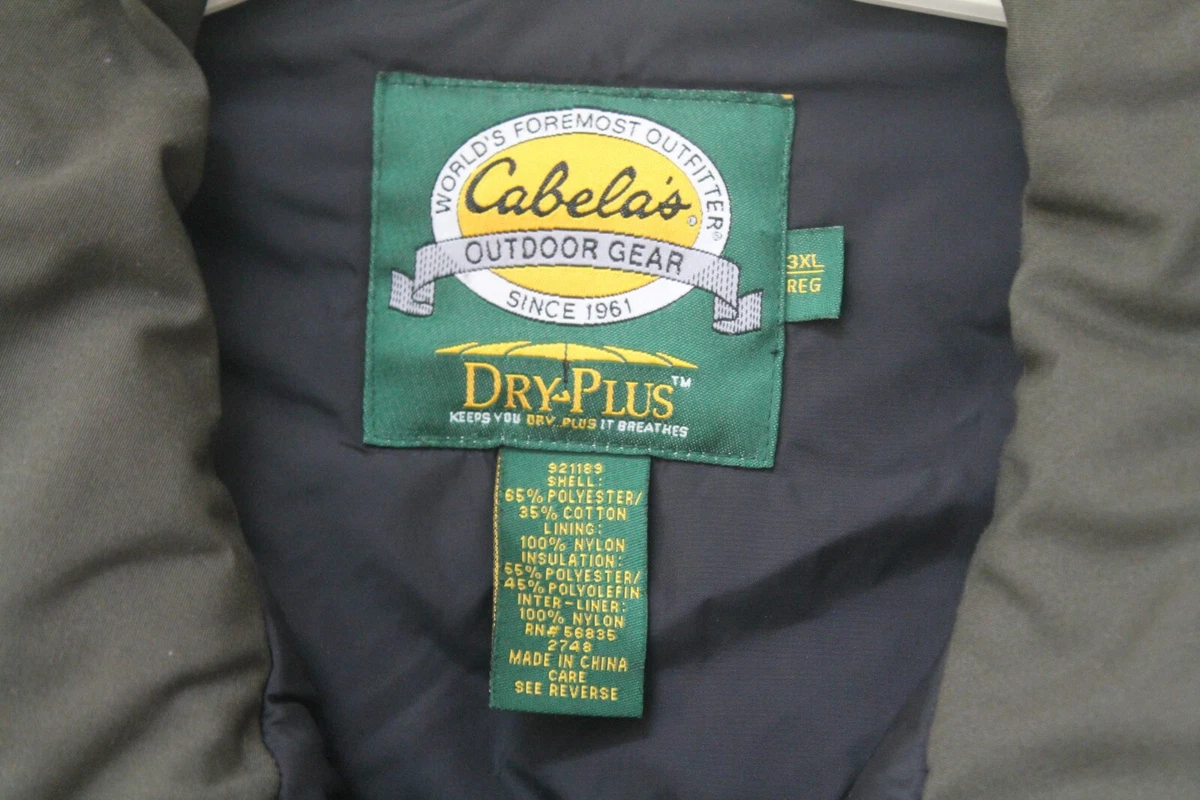 WORLD'S FOREMOST OUTFITTER®
Cabela's®
OUTDOOR GEAR
SINCE 1961
3XL
REG
DRY-PLUS™
KEEPS YOU DRY...PLUS IT BREATHES
921189
SHELL:
65% POLYESTER/
35% COTTON
LINING:
100% NYLON
INSULATION:
55% POLYESTER/
45% POLYOLEFIN
INTER-LINER:
100% NYLON
RN# 56835
2748
MADE IN CHINA
CARE
SEE REVERSE